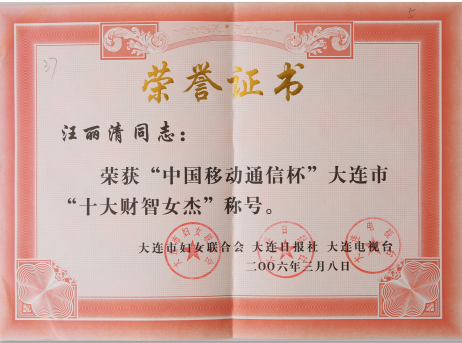 5
37
荣誉证书
汪丽清同志：
荣获“中国移动通信杯”大连市
“十大财智女杰”称号。
大连市妇女联合会 大连日报社 大连电视台
二〇〇六年三月八日